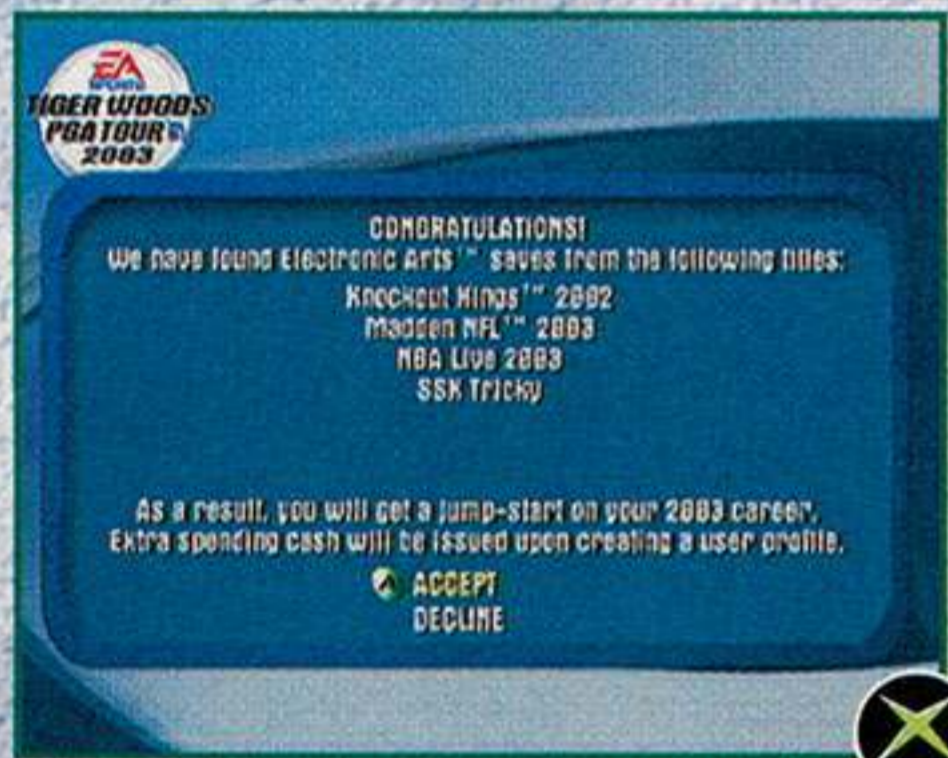 EA
SPORTS
TIGER WOODS
PGA TOUR
2003
CONGRATULATIONS!
We have found Electronic Arts™ saves from the following titles:
Knockout Kings™ 2002
Madden NFL™ 2003
NBA Live 2003
SSX Tricky
As a result, you will get a jump-start on your 2003 career.
Extra spending cash will be issued upon creating a user profile.
A ACCEPT
DECLINE